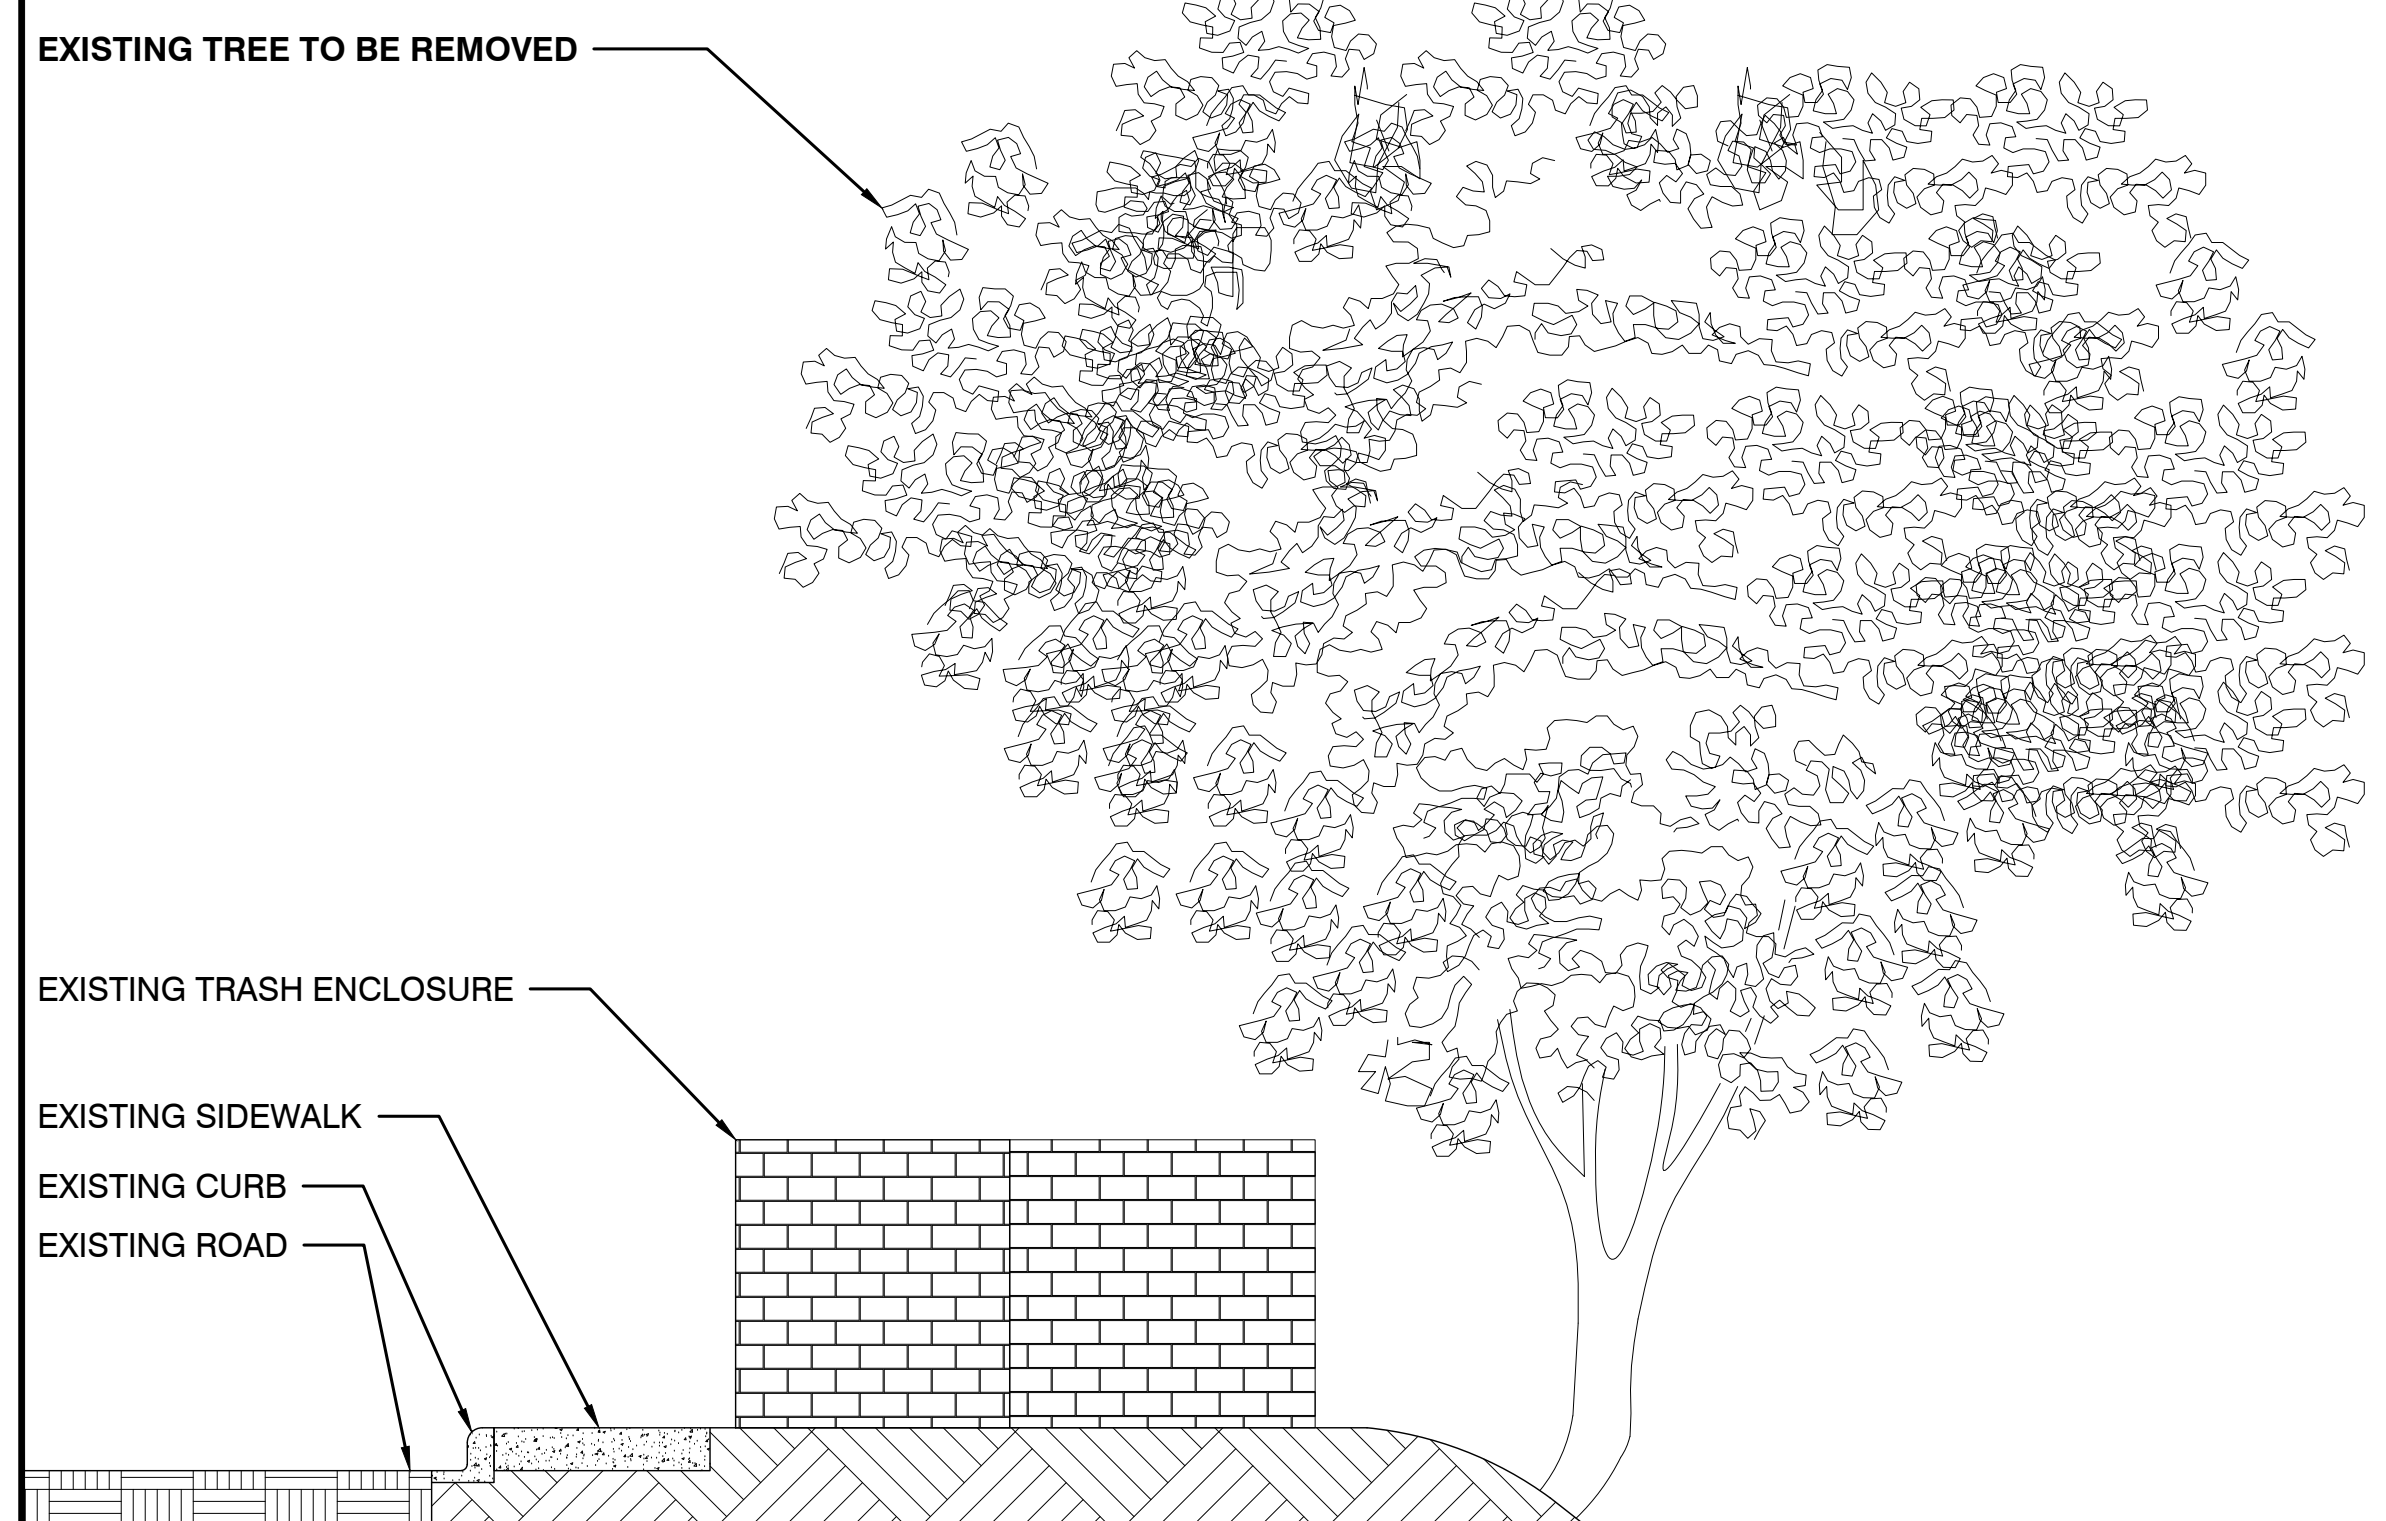 EXISTING TREE TO BE REMOVED
EXISTING TRASH ENCLOSURE
EXISTING SIDEWALK
EXISTING CURB
EXISTING ROAD